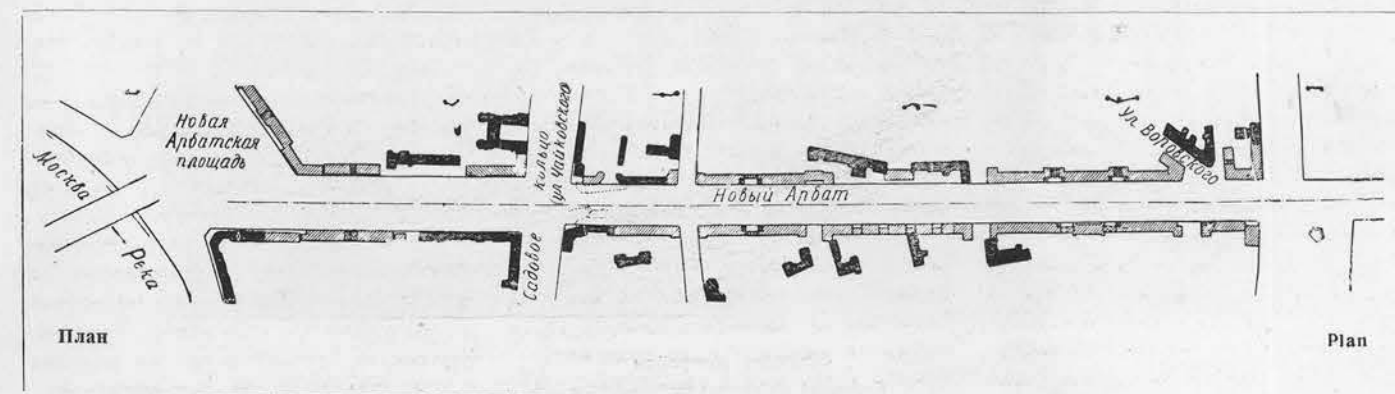 Новая
Арбатская
площадь
Москва
Река
Садовое
Кольцо
(ул. Чайковского
Новый Арбат
ул. Воровского
План
Plan